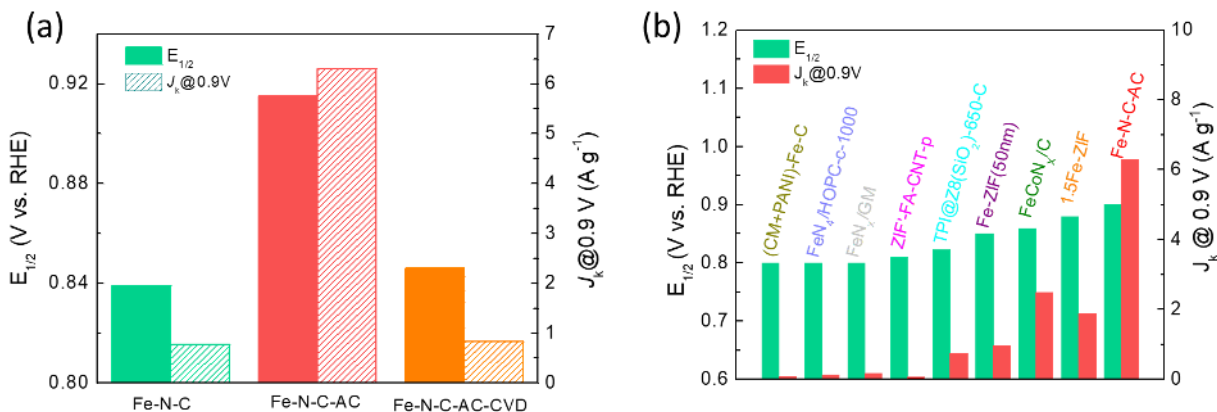 (a)
E1/2
Jk@0.9V
E1/2 (V vs. RHE)
0.92
0.88
0.84
0.80
7
6
5
4
3
2
1
0
Jk@0.9 V (A g-1)
Fe-N-C
Fe-N-C-AC
Fe-N-C-AC-CVD
(b)
E1/2
Jk@0.9V
E1/2 (V vs. RHE)
1.2
1.1
1.0
0.9
0.8
0.7
0.6
(CM+PANI)-Fe-C
FeN4/HOPC-c-1000
FeNx/GM
ZIF'-FA-CNT-p
TPI@Z8(SiO2)-650-C
Fe-ZIF(50nm)
FeCoNx/C
1.5Fe-ZIF
Fe-N-C-AC
10
8
6
4
2
0
Jk @ 0.9 V (A g-1)